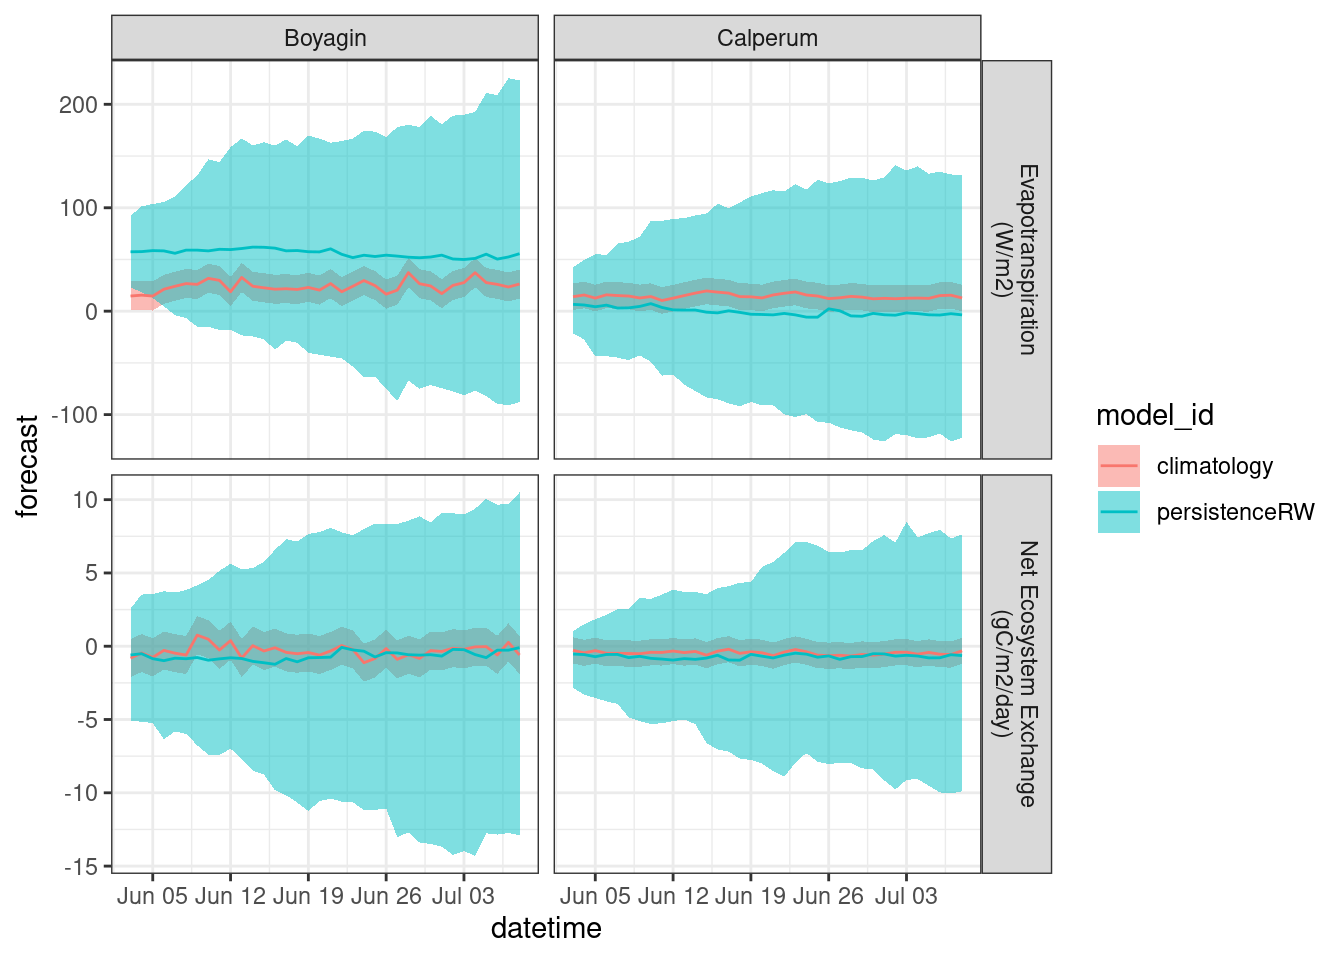 Boyagin
Calperum
200
100
0
-100
Evapotranspiration
(W/m2)
10
5
0
-5
-10
-15
Net Ecosystem Exchange
(gC/m2/day)
Jun 05 Jun 12 Jun 19 Jun 26 Jul 03
Jun 05 Jun 12 Jun 19 Jun 26 Jul 03
datetime
forecast
model_id
climatology
persistenceRW